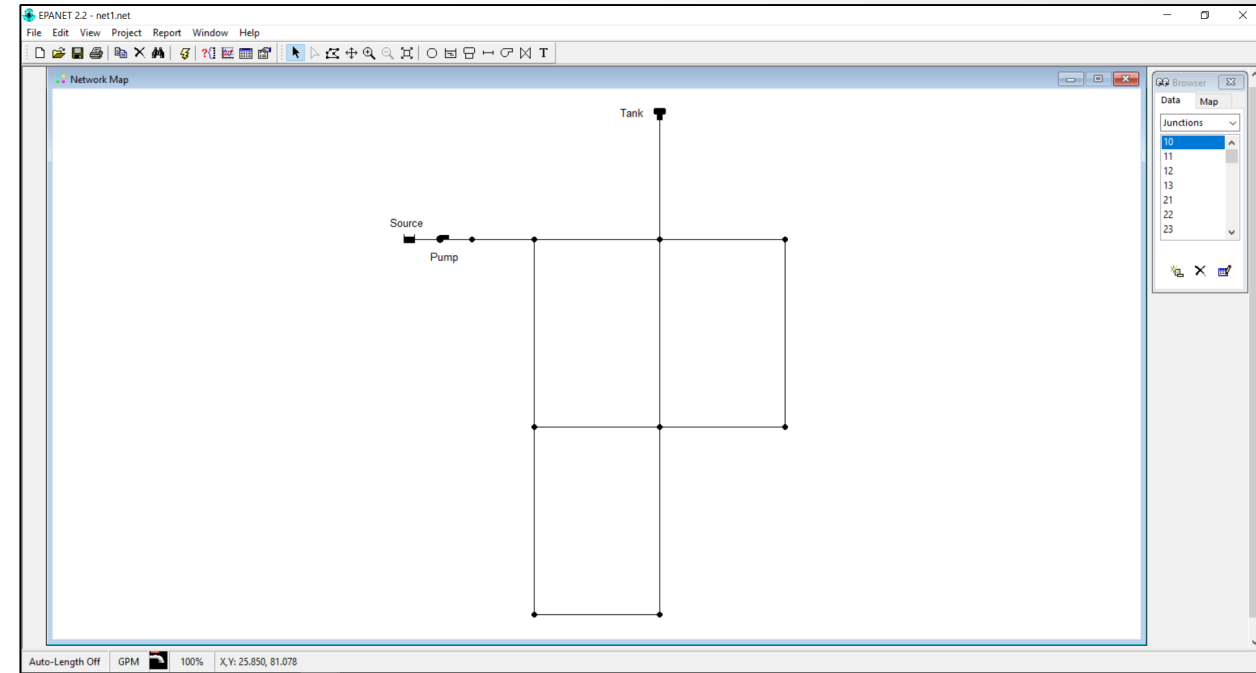 EPANET 2.2 - net1.net
File Edit View Project Report Window Help
T
Network Map
Browser
Data Map
Junctions
10
11
12
13
21
22
23
Tank
Source
Pump
Auto-Length Off GPM 100% X,Y: 25.850, 81.078